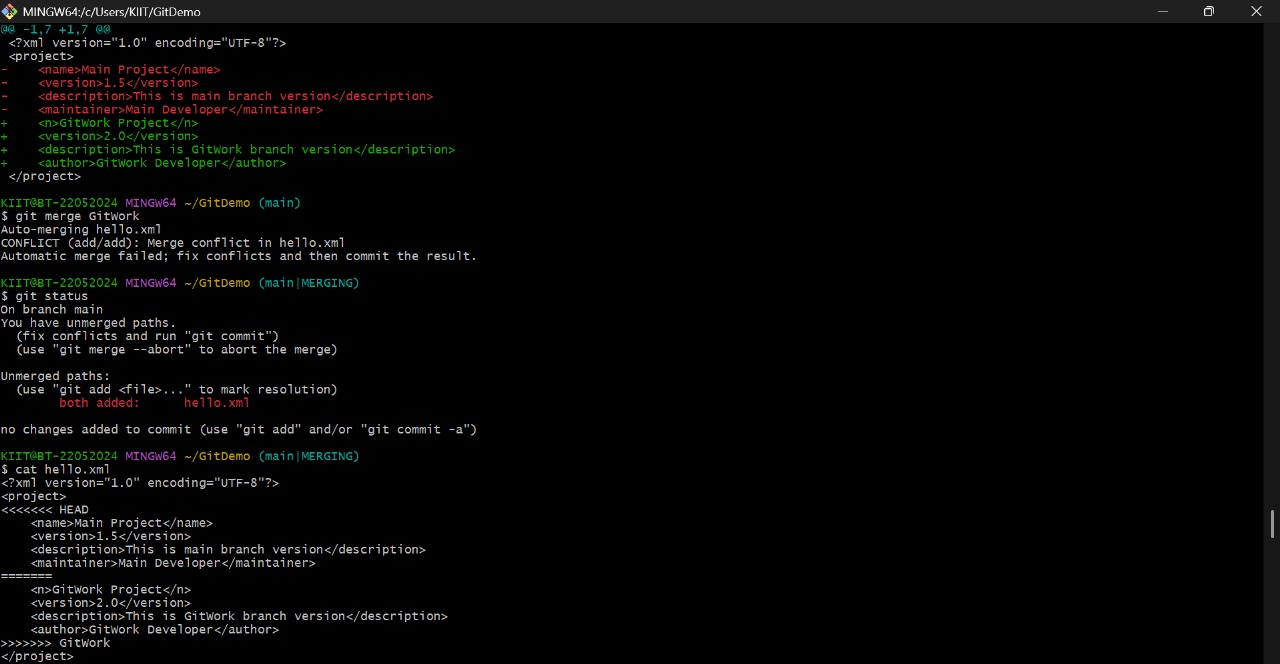 MINGW64:/c/Users/KIIT/GitDemo
@@ -1,7 +1,7 @@
 <?xml version="1.0" encoding="UTF-8"?>
 <project>
-    <name>Main Project</name>
-    <version>1.5</version>
-    <description>This is main branch version</description>
-    <maintainer>Main Developer</maintainer>
+    <n>GitWork Project</n>
+    <version>2.0</version>
+    <description>This is GitWork branch version</description>
+    <author>GitWork Developer</author>
 </project>

KIIT@BT-22052024 MINGW64 ~/GitDemo (main)
$ git merge GitWork
Auto-merging hello.xml
CONFLICT (add/add): Merge conflict in hello.xml
Automatic merge failed; fix conflicts and then commit the result.

KIIT@BT-22052024 MINGW64 ~/GitDemo (main|MERGING)
$ git status
On branch main
You have unmerged paths.
  (fix conflicts and run "git commit")
  (use "git merge --abort" to abort the merge)

Unmerged paths:
  (use "git add <file>..." to mark resolution)
        both added:      hello.xml

no changes added to commit (use "git add" and/or "git commit -a")

KIIT@BT-22052024 MINGW64 ~/GitDemo (main|MERGING)
$ cat hello.xml
<?xml version="1.0" encoding="UTF-8"?>
<project>
<<<<<<< HEAD
    <name>Main Project</name>
    <version>1.5</version>
    <description>This is main branch version</description>
    <maintainer>Main Developer</maintainer>
=======
    <n>GitWork Project</n>
    <version>2.0</version>
    <description>This is GitWork branch version</description>
    <author>GitWork Developer</author>
>>>>>>> GitWork
</project>